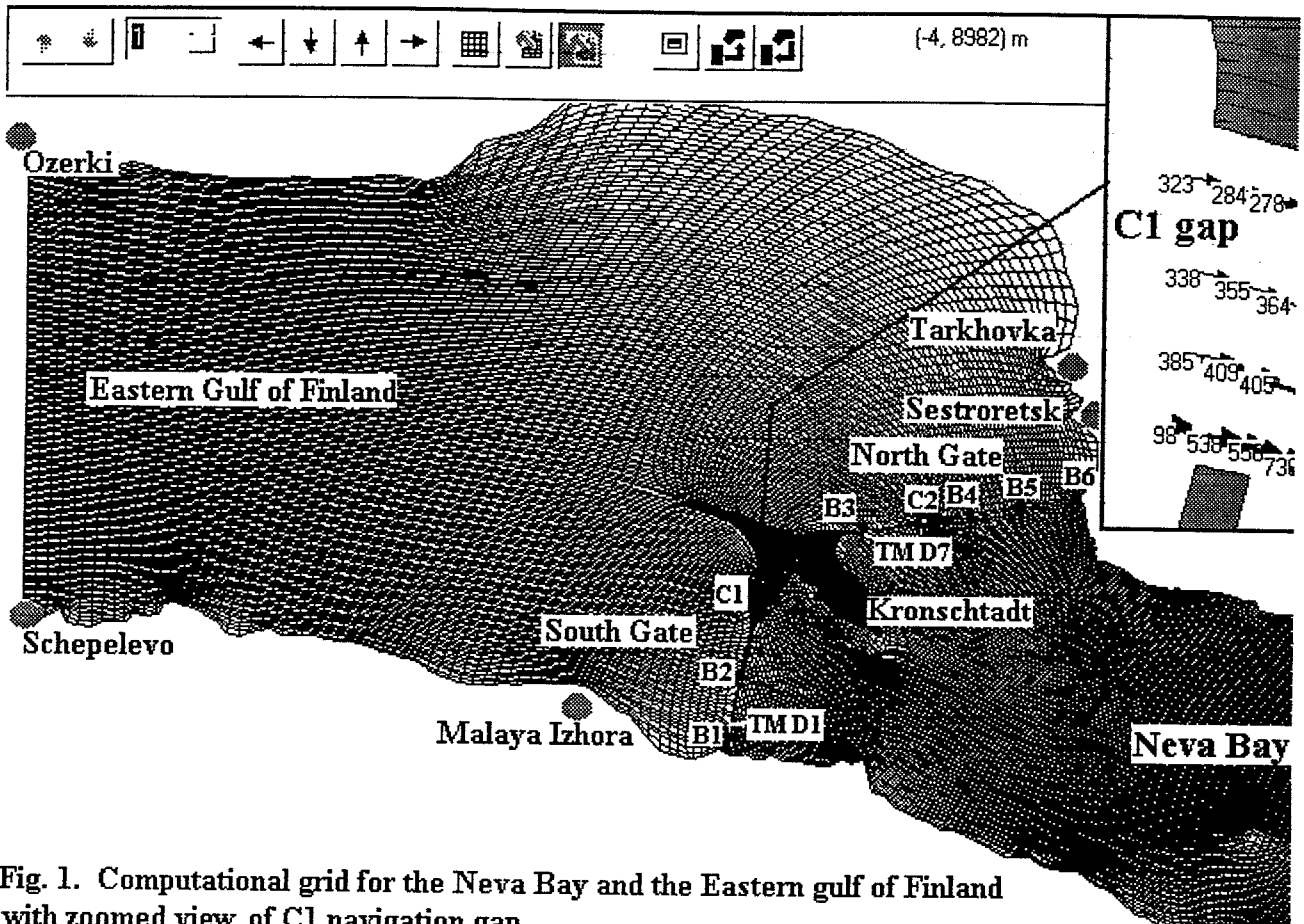 (-4, 8982) m
Ozerki
323 284 278
C1 gap
338 355 364
Tarkhovka
385 409 405
Eastern Gulf of Finland
Sestroretsk
98 538 556
North Gate
B6
B5
C2 B4
B3
TM D7
C1
Kronschtadt
South Gate
Schepelevo
B2
Malaya Izhora
B1 TM D1
Neva Bay
Fig. 1. Computational grid for the Neva Bay and the Eastern gulf of Finland
with zoomed view of C1 navigation gap